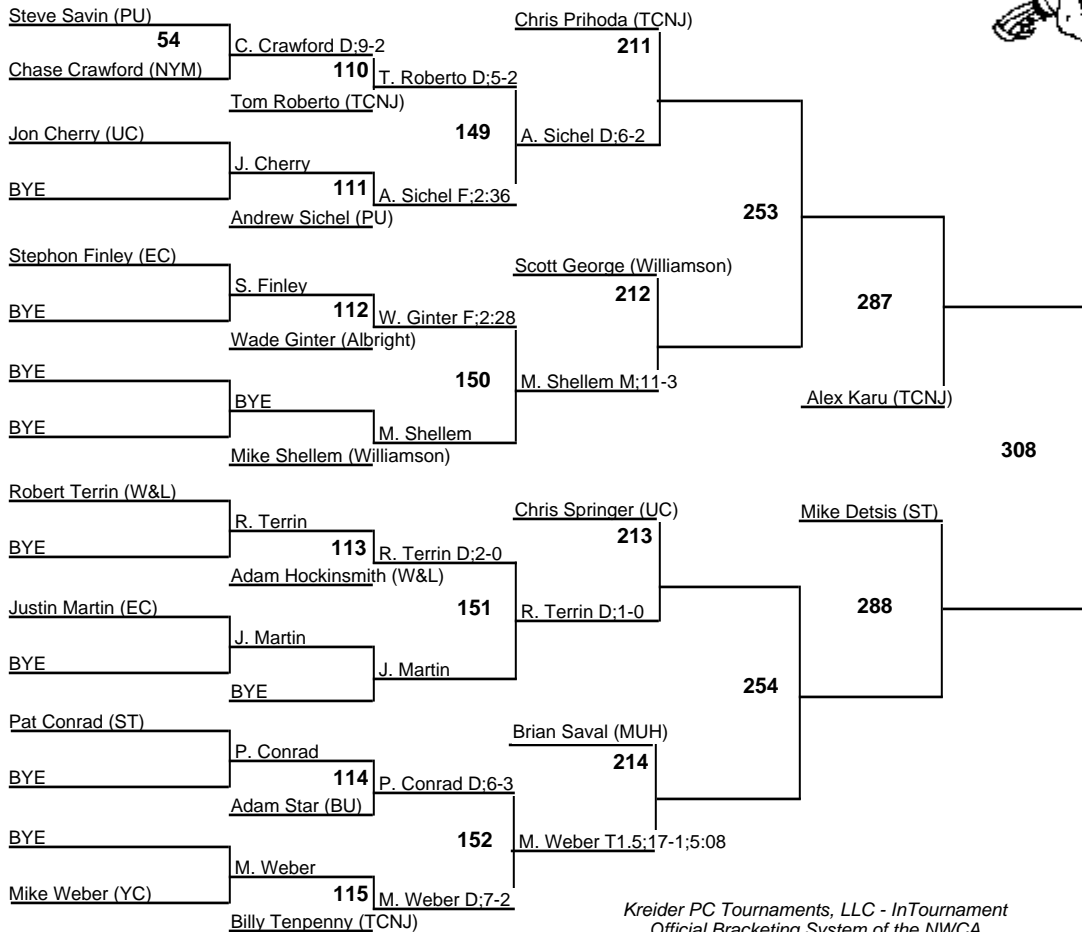 Steve Savin (PU)
54
Chase Crawford (NYM)
C. Crawford D;9-2
110
Tom Roberto (TCNJ)
T. Roberto D;5-2
Jon Cherry (UC)
BYE
J. Cherry
111
Andrew Sichel (PU)
A. Sichel F;2:36
149
A. Sichel D;6-2
Chris Prihoda (TCNJ)
211
Stephon Finley (EC)
BYE
S. Finley
112
Wade Ginter (Albright)
W. Ginter F;2:28
BYE
BYE
BYE
Mike Shellem (Williamson)
M. Shellem
150
M. Shellem M;11-3
Scott George (Williamson)
212
253
287
Alex Karu (TCNJ)
308
Robert Terrin (W&L)
BYE
R. Terrin
113
Adam Hockinsmith (W&L)
R. Terrin D;2-0
Justin Martin (EC)
BYE
J. Martin
BYE
J. Martin
151
R. Terrin D;1-0
Chris Springer (UC)
213
Pat Conrad (ST)
BYE
P. Conrad
114
Adam Star (BU)
P. Conrad D;6-3
BYE
Mike Weber (YC)
M. Weber
115
Billy Tenpenny (TCNJ)
M. Weber D;7-2
152
M. Weber T1.5;17-1;5:08
Brian Saval (MUH)
214
254
288
Mike Detsis (ST)
Kreider PC Tournaments, LLC - InTournament
Official Bracketing System of the NWCA